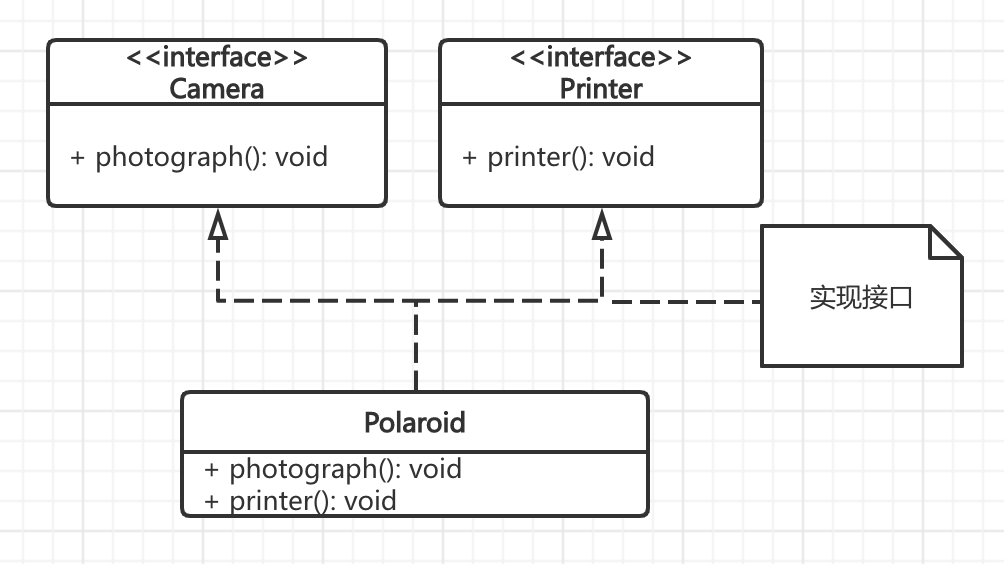 <<interface>>
Camera
+ photograph(): void
<<interface>>
Printer
+ printer(): void
实现接口
Polaroid
+ photograph(): void
+ printer(): void